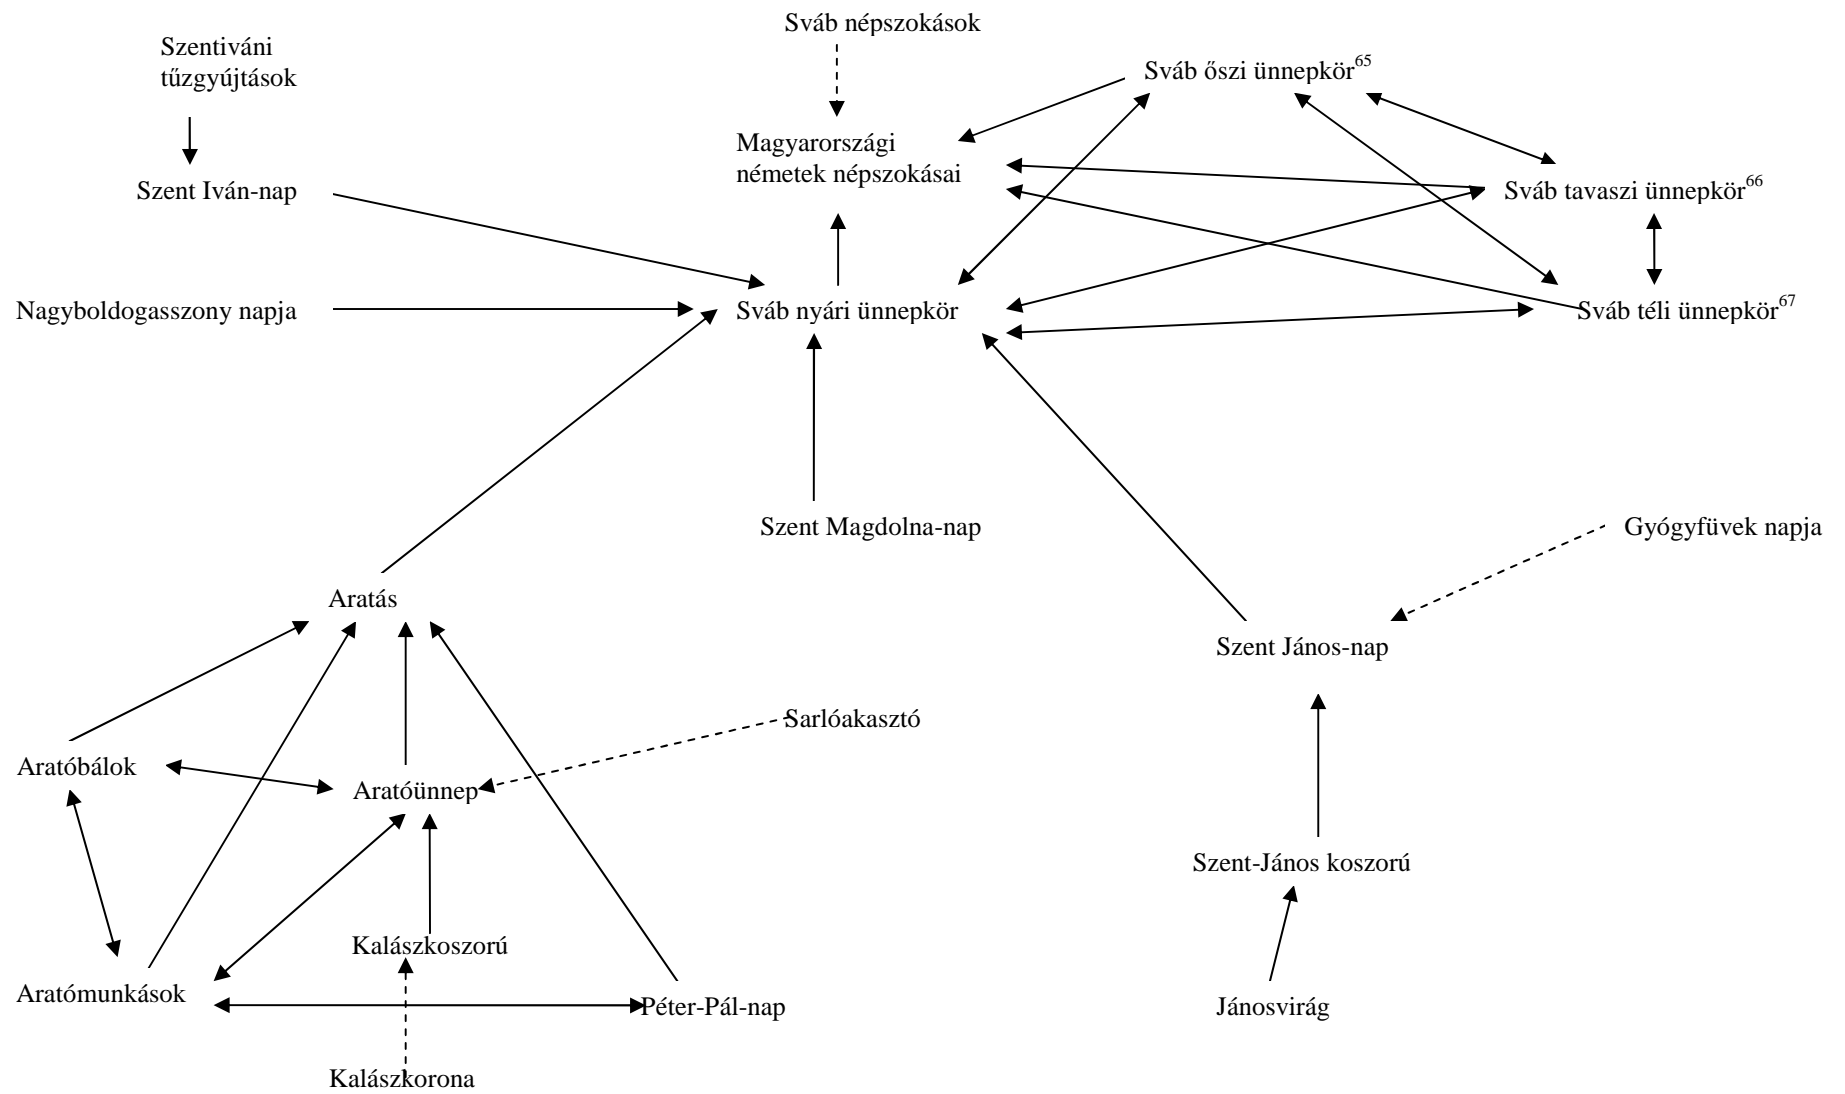 Sváb népszokások
Szentiváni
tűzgyújtások
Sváb őszi ünnepkör65
Magyarországi
németek népszokásai
Szent Iván-nap
Sváb tavaszi ünnepkör66
Nagyboldogasszony napja
Sváb nyári ünnepkör
Sváb téli ünnepkör67
Szent Magdolna-nap
Gyógyfüvek napja
Aratás
Szent János-nap
Sarlóakasztó
Aratóbálok
Aratóünnep
Szent-János koszorú
Kalászkoszorú
Aratómunkások
Péter-Pál-nap
Jánosvirág
Kalászkorona